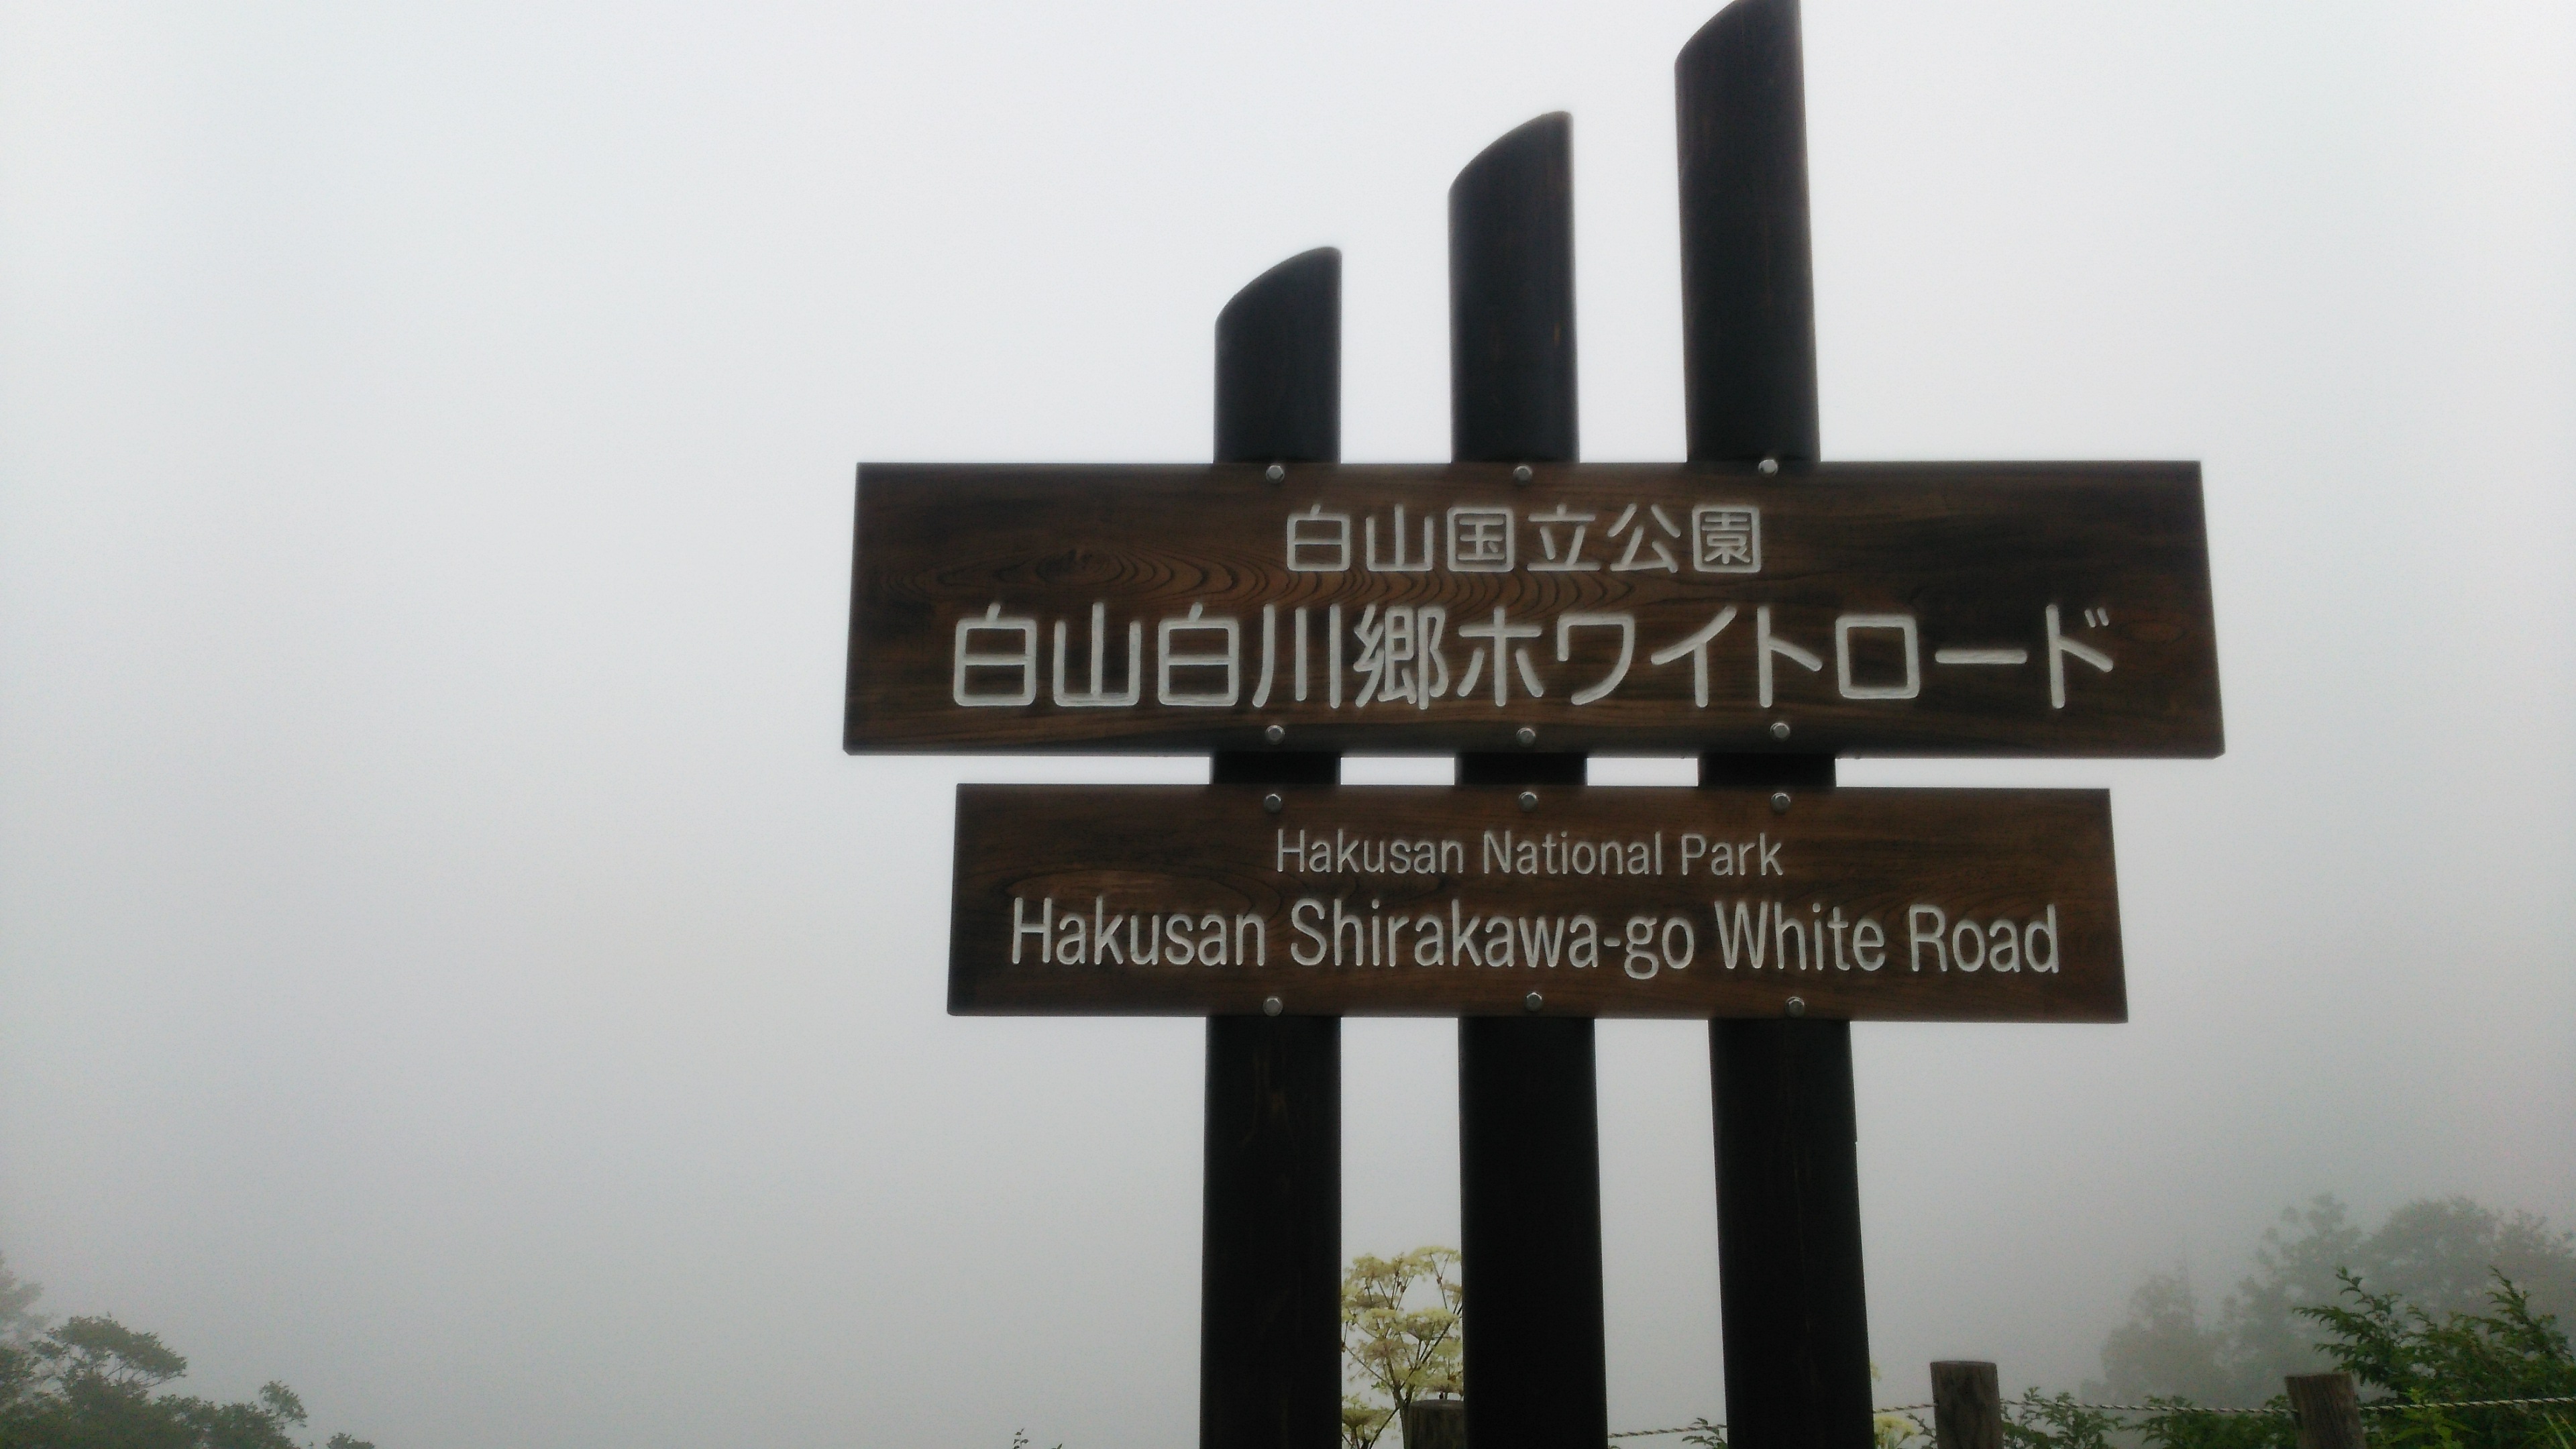 白山国立公園
白山白川郷ホワイトロード
Hakusan National Park
Hakusan Shirakawa-go White Road